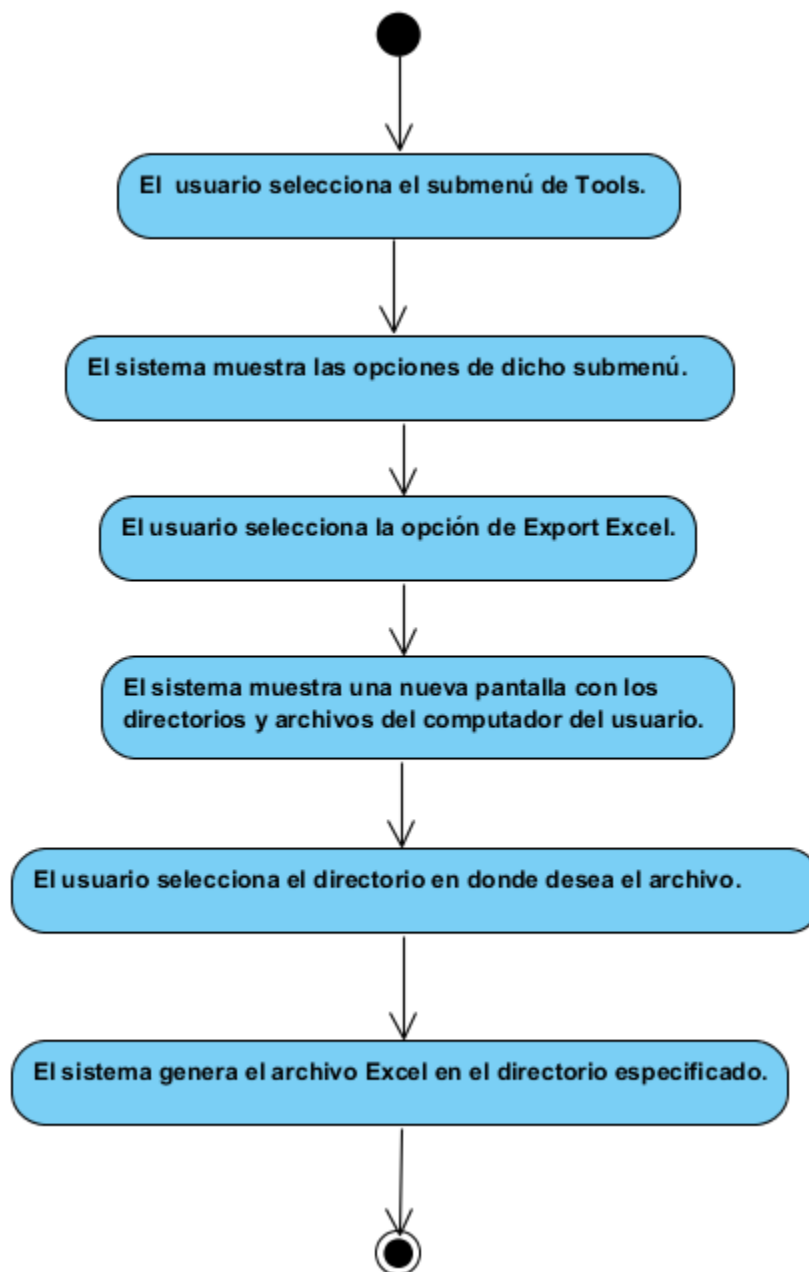 El usuario selecciona el submenú de Tools.
El sistema muestra las opciones de dicho submenú.
El usuario selecciona la opción de Export Excel.
El sistema muestra una nueva pantalla con los
directorios y archivos del computador del usuario.
El usuario selecciona el directorio en donde desea el archivo.
El sistema genera el archivo Excel en el directorio especificado.